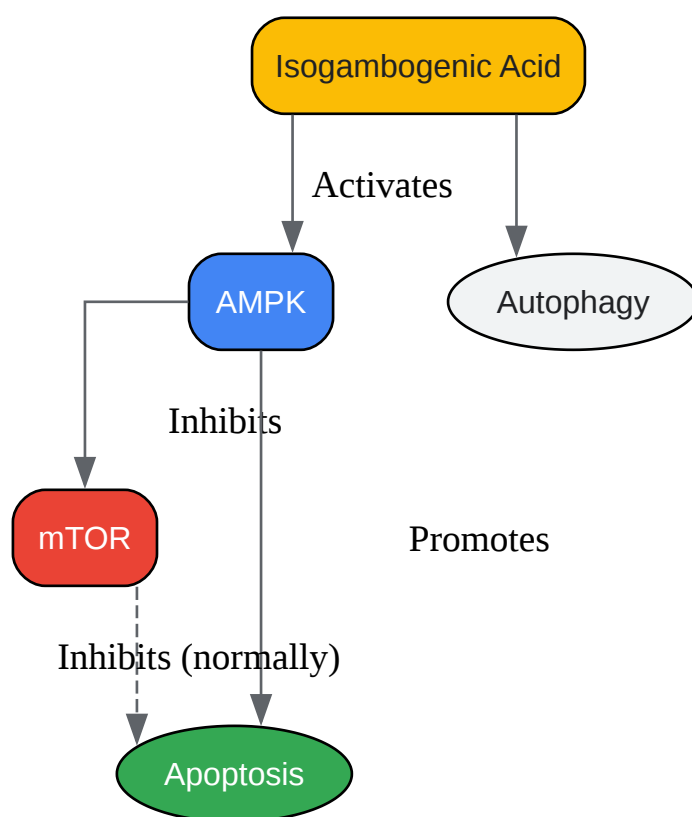 Isogambogenic Acid
Activates
AMPK
Autophagy
Inhibits
mTOR
Promotes
Inhibits (normally)
Apoptosis